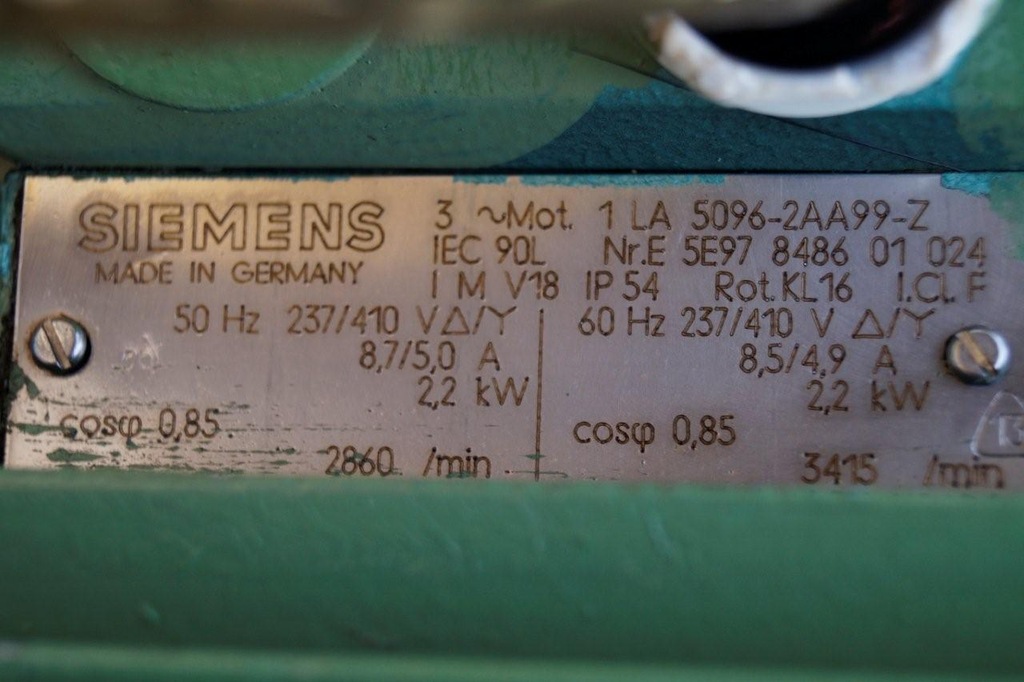 SIEMENS
MADE IN GERMANY
3 ~Mot. 1 LA 5096-2AA99-Z
IEC 90L Nr.E 5E97 8486 01 024
I M V18 IP 54 Rot.KL16 I.Cl.F
50 Hz 237/410 V Δ/Y
8,7/5,0 A
2,2 kW
cosφ 0,85
2860 /min
60 Hz 237/410 V Δ/Y
8,5/4,9 A
2,2 kW
cosφ 0,85
3415 /min
13